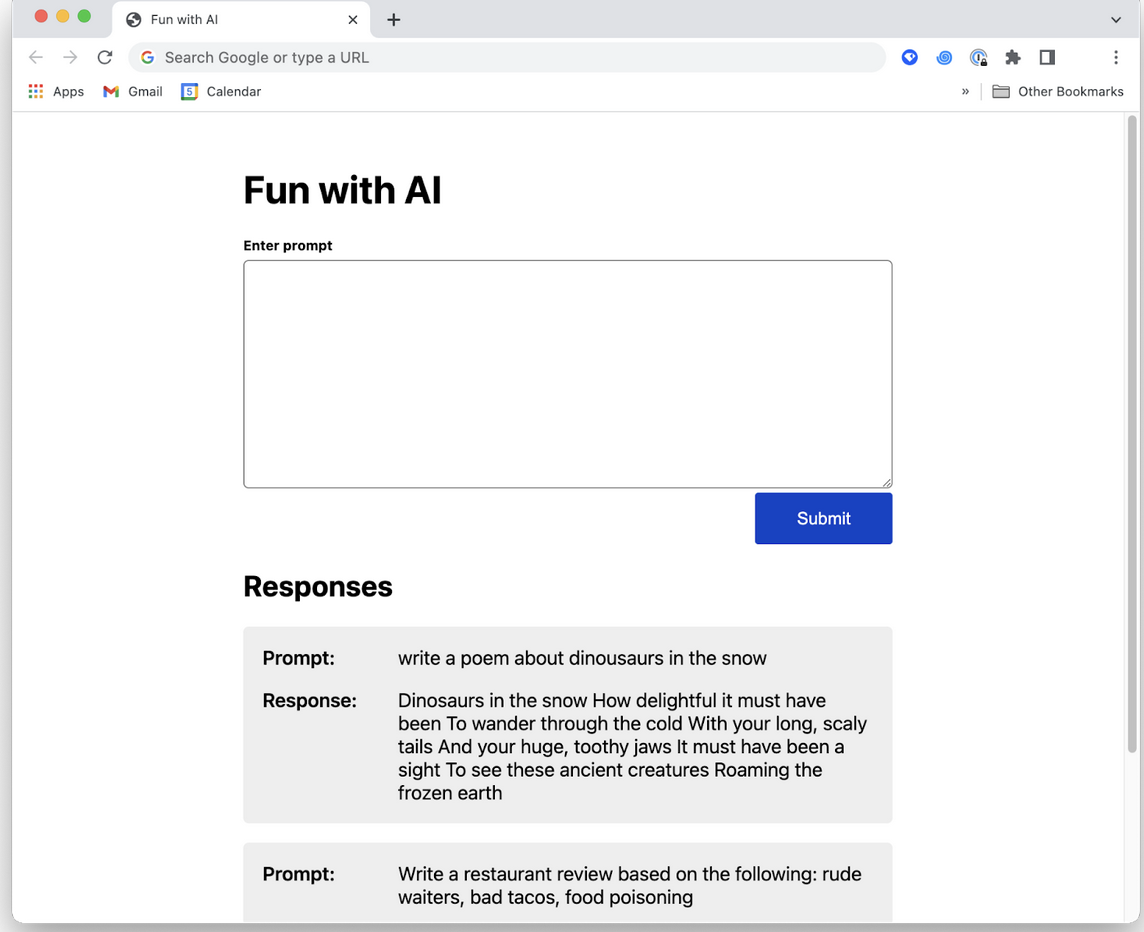 Fun with AI
Search Google or type a URL
Apps
Gmail
5
Calendar
»
Other Bookmarks
Fun with AI
Enter prompt
Submit
Responses
Prompt:
write a poem about dinousaurs in the snow
Response:
Dinosaurs in the snow How delightful it must have
been To wander through the cold With your long, scaly
tails And your huge, toothy jaws It must have been a
sight To see these ancient creatures Roaming the
frozen earth
Prompt:
Write a restaurant review based on the following: rude
waiters, bad tacos, food poisoning